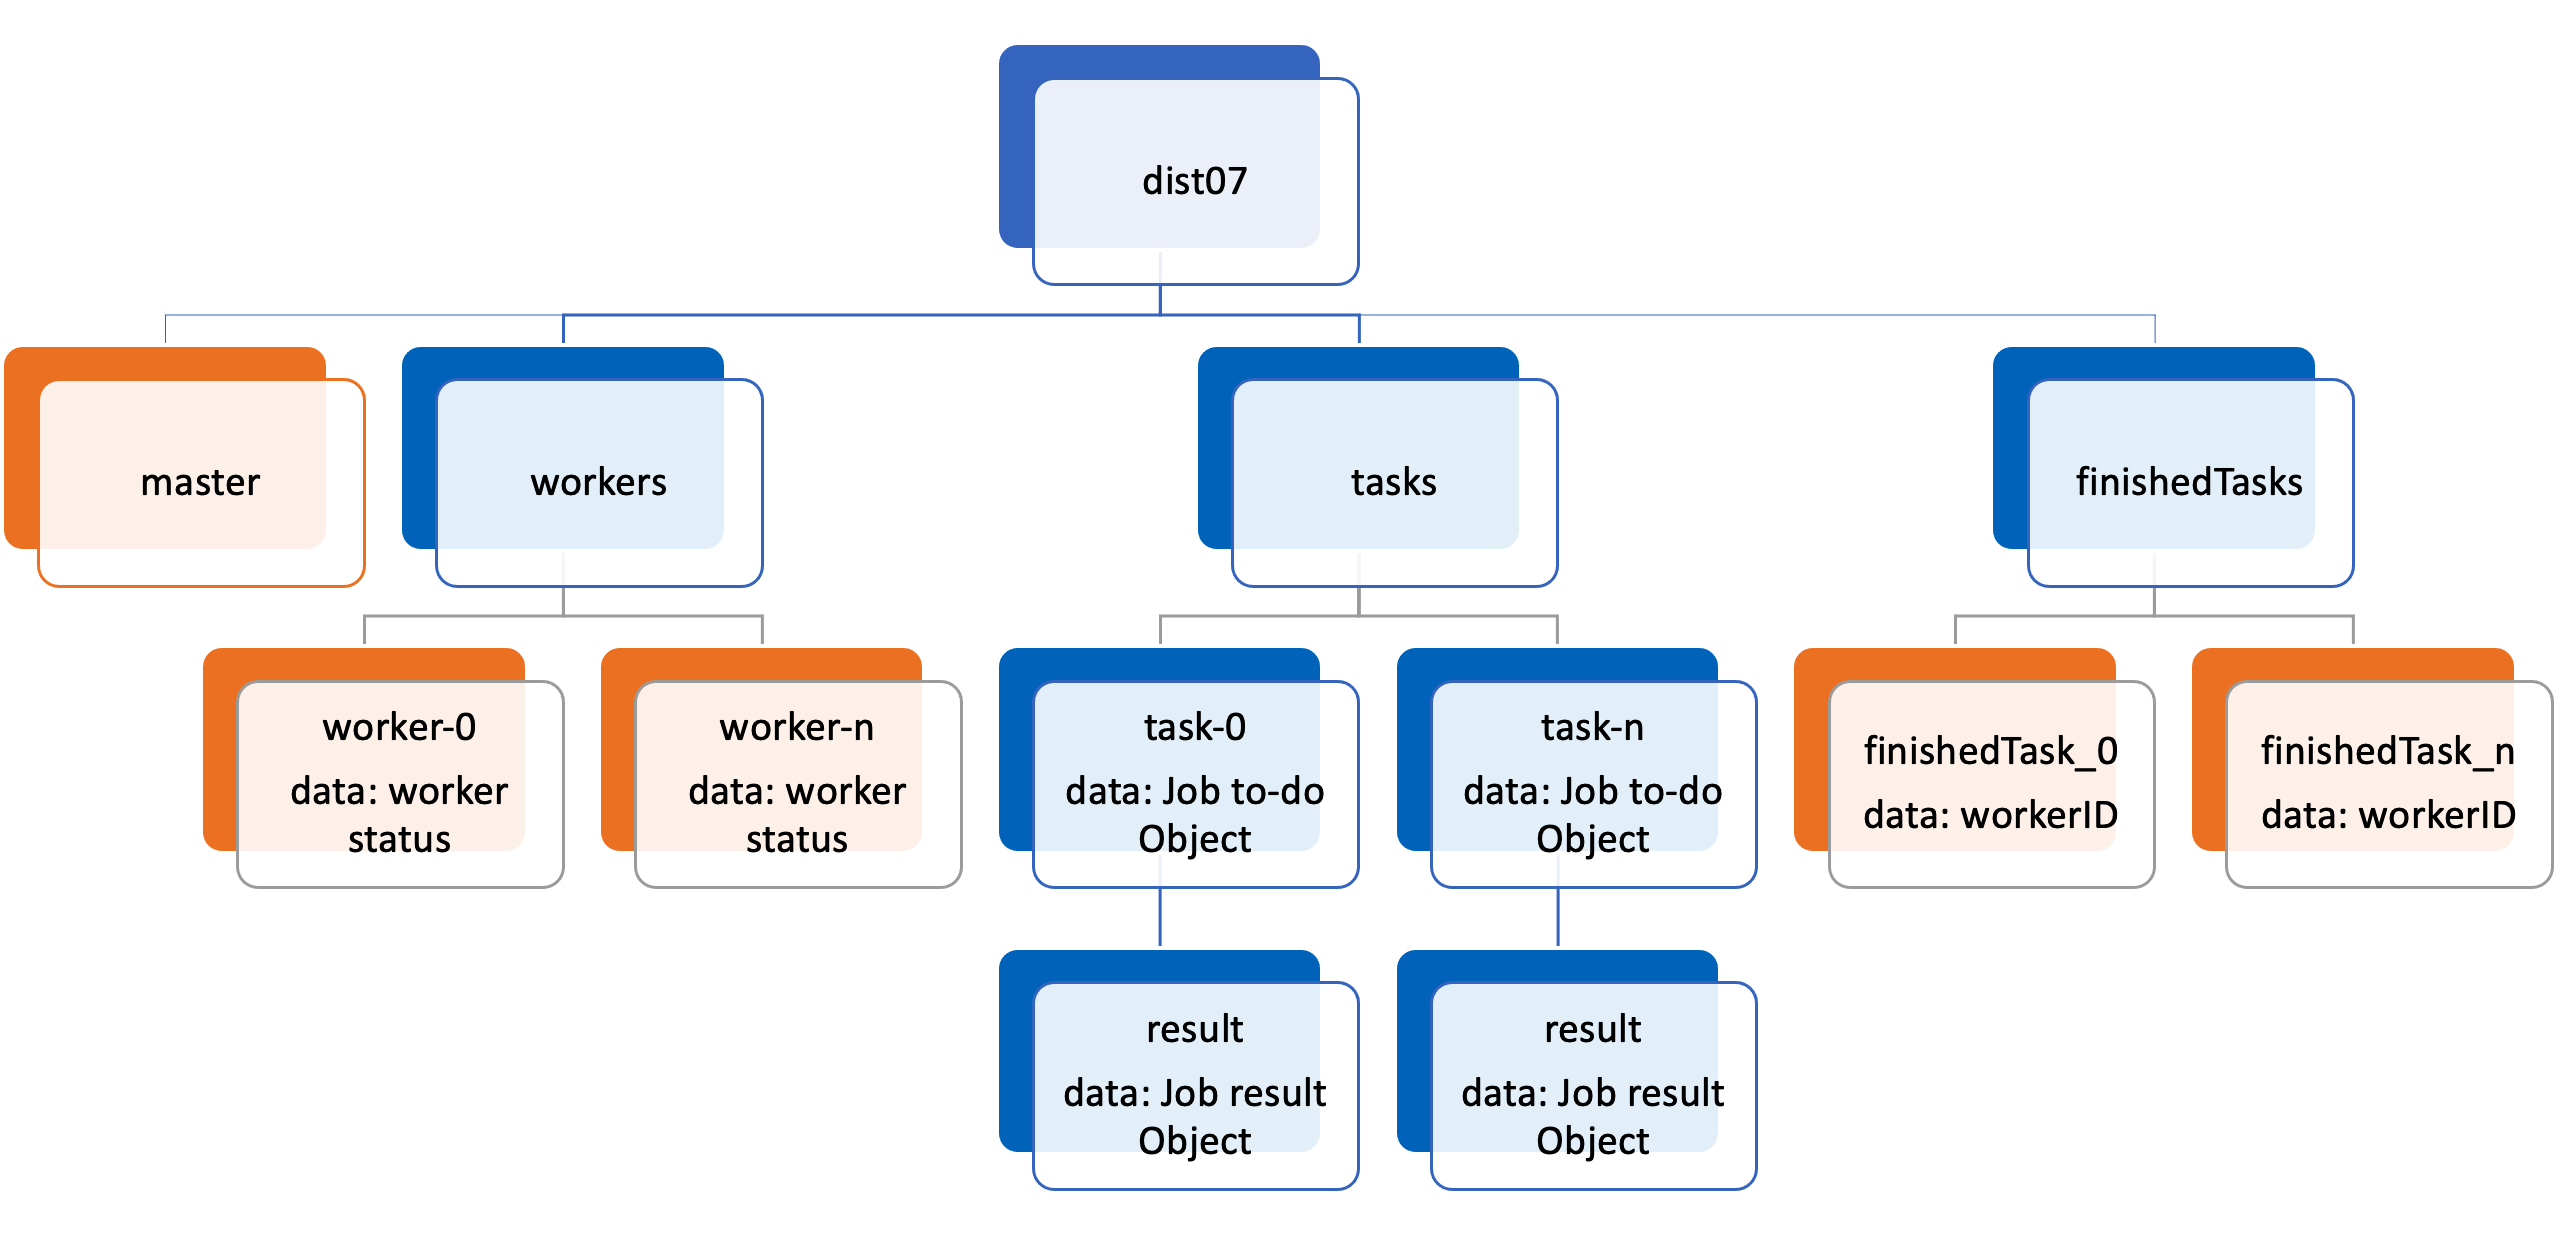 dist07
master
workers
tasks
finishedTasks
worker-0
data: worker
status
worker-n
data: worker
status
task-0
data: Job to-do
Object
task-n
data: Job to-do
Object
finishedTask_0
data: workerID
finishedTask_n
data: workerID
result
data: Job result
Object
result
data: Job result
Object